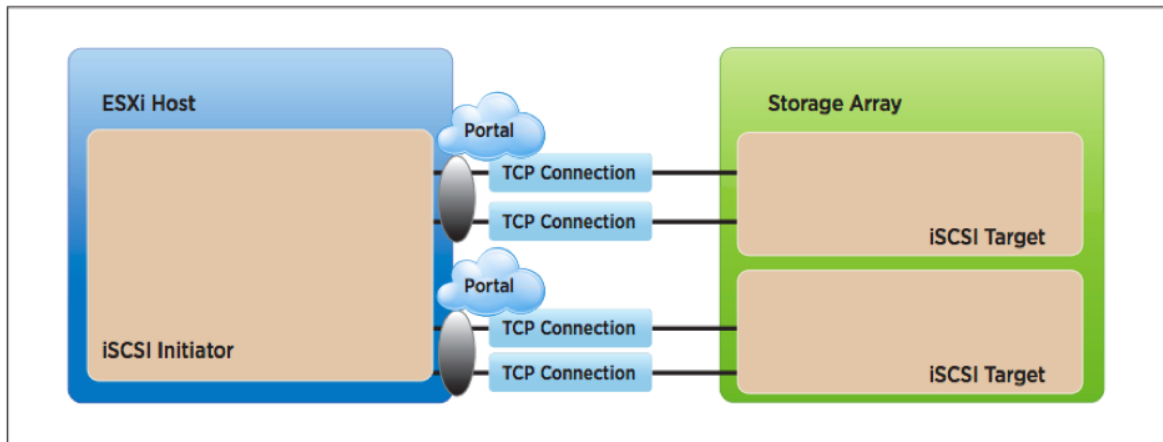 ESXi Host
Storage Array
Portal
TCP Connection
TCP Connection
iSCSI Target
Portal
TCP Connection
iSCSI Initiator
TCP Connection
iSCSI Target